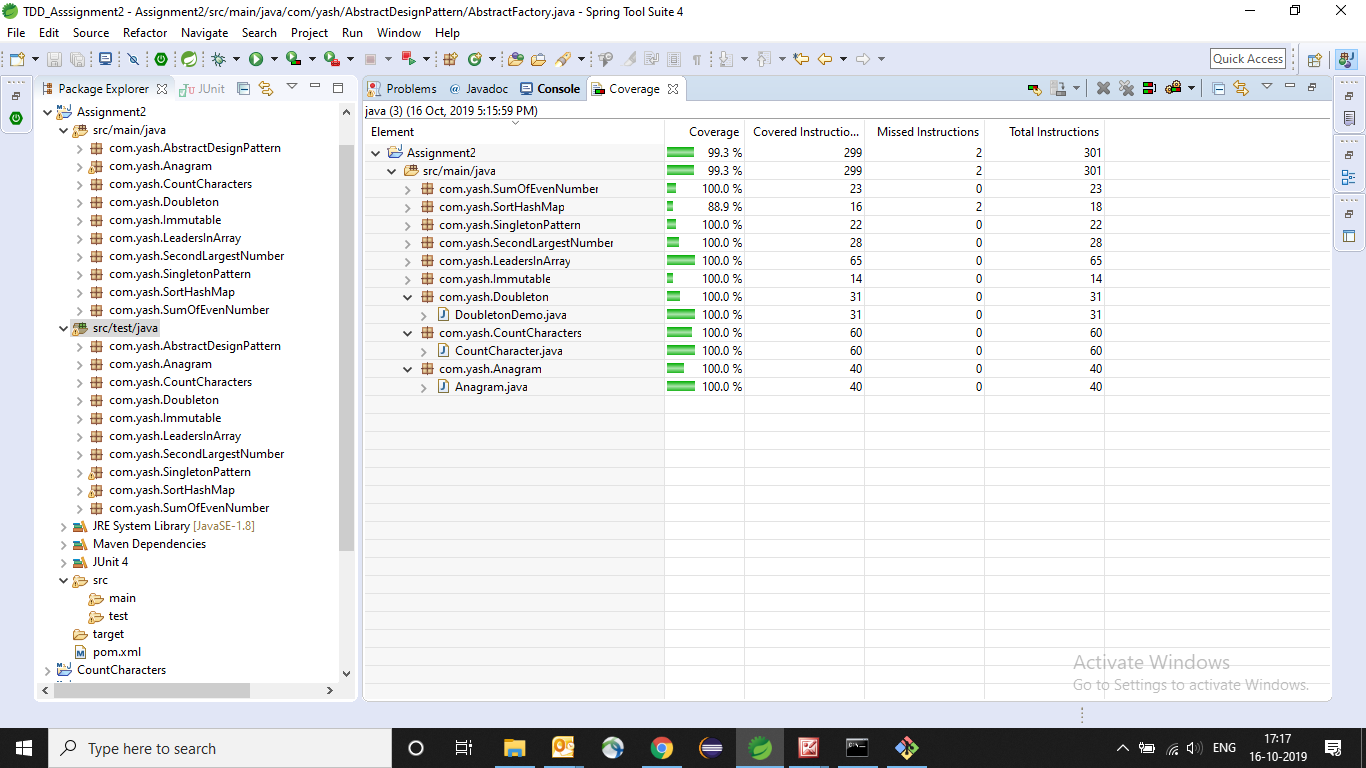 TDD_Asssignment2 - Assignment2/src/main/java/com/yash/AbstractDesignPattern/AbstractFactory.java - Spring Tool Suite 4
File Edit Source Refactor Navigate Search Project Run Window Help
Quick Access
Package Explorer JUnit
Assignment2
src/main/java
com.yash.AbstractDesignPattern
com.yash.Anagram
com.yash.CountCharacters
com.yash.Doubleton
com.yash.Immutable
com.yash.LeadersInArray
com.yash.SecondLargestNumber
com.yash.SingletonPattern
com.yash.SortHashMap
com.yash.SumOfEvenNumber
src/test/java
com.yash.AbstractDesignPattern
com.yash.Anagram
com.yash.CountCharacters
com.yash.Doubleton
com.yash.Immutable
com.yash.LeadersInArray
com.yash.SecondLargestNumber
com.yash.SingletonPattern
com.yash.SortHashMap
com.yash.SumOfEvenNumber
JRE System Library [JavaSE-1.8]
Maven Dependencies
JUnit 4
src
main
test
target
pom.xml
CountCharacters
Problems @ Javadoc Console Coverage
java (3) (16 Oct, 2019 5:15:59 PM)
Element Coverage Covered Instructio... Missed Instructions Total Instructions
Assignment2 99.3 % 299 2 301
src/main/java 99.3 % 299 2 301
com.yash.SumOfEvenNumber 100.0 % 23 0 23
com.yash.SortHashMap 88.9 % 16 2 18
com.yash.SingletonPattern 100.0 % 22 0 22
com.yash.SecondLargestNumber 100.0 % 28 0 28
com.yash.LeadersInArray 100.0 % 65 0 65
com.yash.Immutable 100.0 % 14 0 14
com.yash.Doubleton 100.0 % 31 0 31
DoubletonDemo.java 100.0 % 31 0 31
com.yash.CountCharacters 100.0 % 60 0 60
CountCharacter.java 100.0 % 60 0 60
com.yash.Anagram 100.0 % 40 0 40
Anagram.java 100.0 % 40 0 40
Activate Windows
Go to Settings to activate Windows.
Type here to search
ENG
17:17
16-10-2019